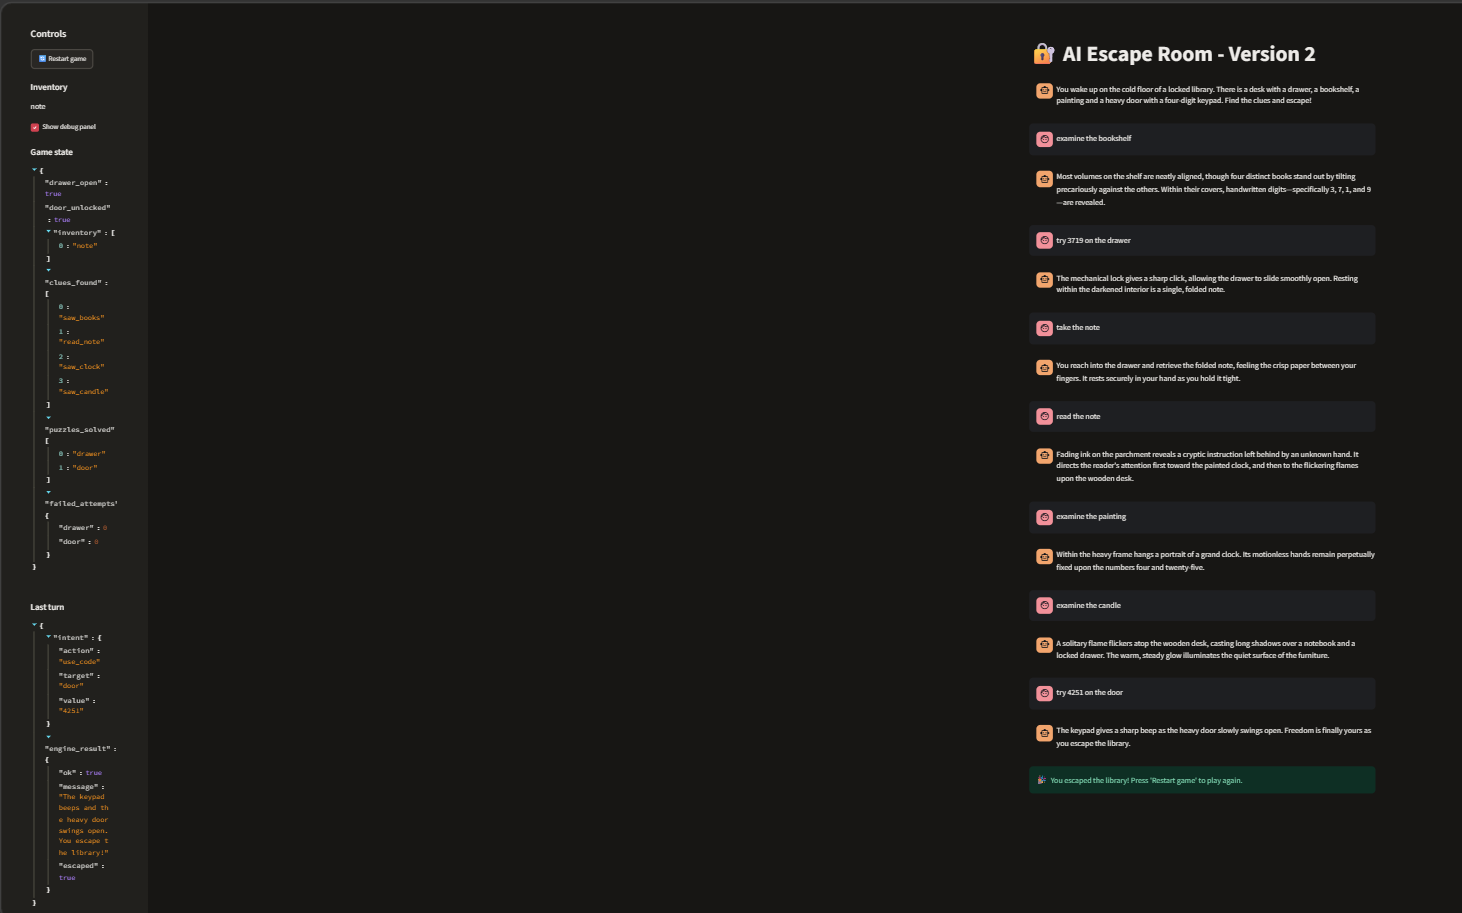 Controls
Restart game
Inventory
note
Show debug panel
Game state
{
"drawer_open" :
true
"door_unlocked"
: true
"inventory" : [
0 : "note"
]
"clues_found" :
[
0 :
"saw_books"
1 :
"read_note"
2 :
"saw_clock"
3 :
"saw_candle"
]
"puzzles_solved"
[
0 : "drawer"
1 : "door"
]
"failed_attempts"
{
"drawer" : 0
"door" : 0
}
}
Last turn
{
"intent" : {
"action" :
"use_code"
"target" :
"door"
"value" :
"4251"
}
"engine_result" :
{
"ok" : true
"message" :
"The keypad
beeps and th
e heavy door
swings open.
You escape t
he library!"
"escaped" :
true
}
}
AI Escape Room - Version 2
You wake up on the cold floor of a locked library. There is a desk with a drawer, a bookshelf, a
painting and a heavy door with a four-digit keypad. Find the clues and escape!
examine the bookshelf
Most volumes on the shelf are neatly aligned, though four distinct books stand out by tilting
precariously against the others. Within their covers, handwritten digits—specifically 3, 7, 1, and 9
—are revealed.
try 3719 on the drawer
The mechanical lock gives a sharp click, allowing the drawer to slide smoothly open. Resting
within the darkened interior is a single, folded note.
take the note
You reach into the drawer and retrieve the folded note, feeling the crisp paper between your
fingers. It rests securely in your hand as you hold it tight.
read the note
Fading ink on the parchment reveals a cryptic instruction left behind by an unknown hand. It
directs the reader's attention first toward the painted clock, and then to the flickering flames
upon the wooden desk.
examine the painting
Within the heavy frame hangs a portrait of a grand clock. Its motionless hands remain perpetually
fixed upon the numbers four and twenty-five.
examine the candle
A solitary flame flickers atop the wooden desk, casting long shadows over a notebook and a
locked drawer. The warm, steady glow illuminates the quiet surface of the furniture.
try 4251 on the door
The keypad gives a sharp beep as the heavy door slowly swings open. Freedom is finally yours as
you escape the library.
You escaped the library! Press 'Restart game' to play again.